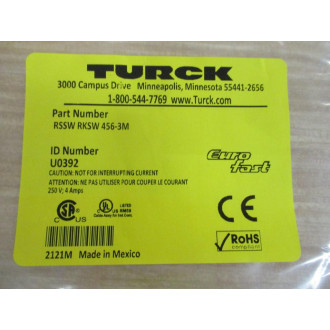 TURCK
3000 Campus Drive Minneapolis, Minnesota 55441-2656
1-800-544-7769 www.Turck.com
Part Number
RSSW RKSW 456-3M
ID Number
U0392
euro fast
CAUTION: NOT FOR INTERRUPTING CURRENT
ATTENTION: NE PAS UTILISER POUR COUPER LE COURANT
250 V; 4 Amps
CE
RoHS
compliant
2121M Made in Mexico